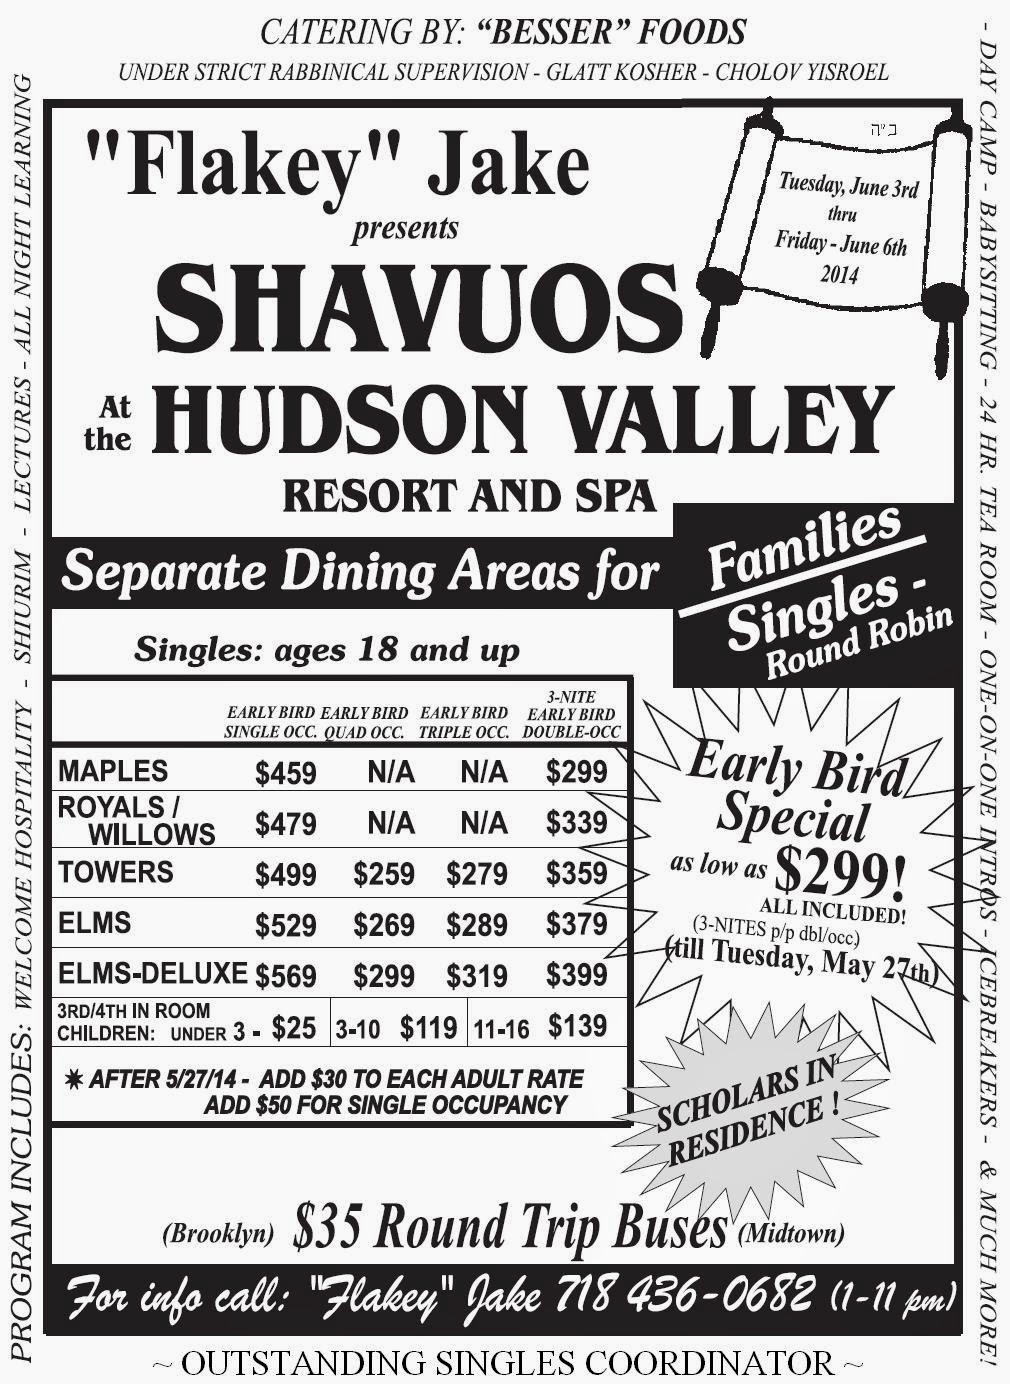 CATERING BY: “BESSER” FOODS
UNDER STRICT RABBINICAL SUPERVISION - GLATT KOSHER - CHOLOV YISROEL
"Flakey" Jake
presents
SHAVUOS
At the HUDSON VALLEY
RESORT AND SPA
ב"ה
Tuesday, June 3rd
thru
Friday - June 6th
2014
Separate Dining Areas for
Families
Singles -
Round Robin
Singles: ages 18 and up
EARLY BIRD SINGLE OCC. EARLY BIRD QUAD OCC. EARLY BIRD TRIPLE OCC. 3-NITE EARLY BIRD DOUBLE-OCC
MAPLES $459 N/A N/A $299
ROYALS / WILLOWS $479 N/A N/A $339
TOWERS $499 $259 $279 $359
ELMS $529 $269 $289 $379
ELMS-DELUXE $569 $299 $319 $399
3RD/4TH IN ROOM
CHILDREN: UNDER 3 - $25 3-10 $119 11-16 $139
✷ AFTER 5/27/14 - ADD $30 TO EACH ADULT RATE
ADD $50 FOR SINGLE OCCUPANCY
Early Bird
Special
as low as $299!
ALL INCLUDED!
(3-NITES p/p dbl/occ.)
(till Tuesday, May 27th)
SCHOLARS IN
RESIDENCE !
(Brooklyn) $35 Round Trip Buses (Midtown)
For info call: "Flakey" Jake 718 436-0682 (1-11 pm)
~ OUTSTANDING SINGLES COORDINATOR ~
PROGRAM INCLUDES: WELCOME HOSPITALITY - SHIURIM - LECTURES - ALL NIGHT LEARNING
- DAY CAMP - BABYSITTING - 24 HR. TEA ROOM - ONE-ON-ONE INTROS - ICEBREAKERS - & MUCH MORE!